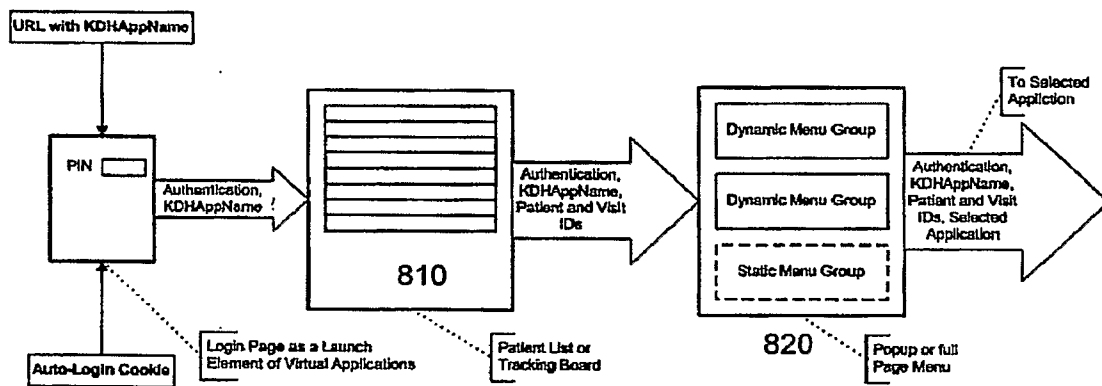 URL with KDHAppName
PIN
Authentication,
KDHAppName
810
Authentication,
KDHAppName,
Patient and Visit
IDs
Dynamic Menu Group
Dynamic Menu Group
Static Menu Group
820
To Selected
Appliction
Authentication,
KDHAppName,
Patient and Visit
IDs, Selected
Application
Auto-Login Cookie
Login Page as a Launch
Element of Virtual Applications
Patient List or
Tracking Board
Popup or full
Page Menu